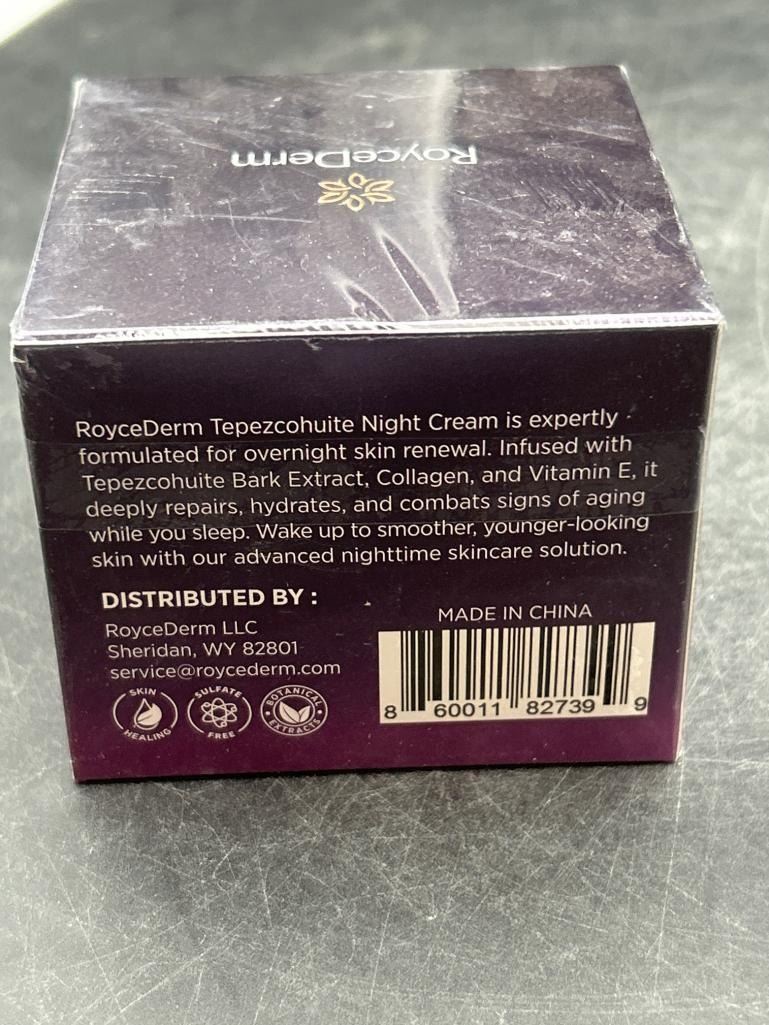 RoyceDerm
RoyceDerm Tepezcohuite Night Cream is expertly
formulated for overnight skin renewal. Infused with
Tepezcohuite Bark Extract, Collagen, and Vitamin E, it
deeply repairs, hydrates, and combats signs of aging
while you sleep. Wake up to smoother, younger-looking
skin with our advanced nighttime skincare solution.
DISTRIBUTED BY :
RoyceDerm LLC
Sheridan, WY 82801
service@roycederm.com
MADE IN CHINA
SKIN HEALING
SULFATE FREE
BOTANICAL EXTRACTS
8 60011 82739 9